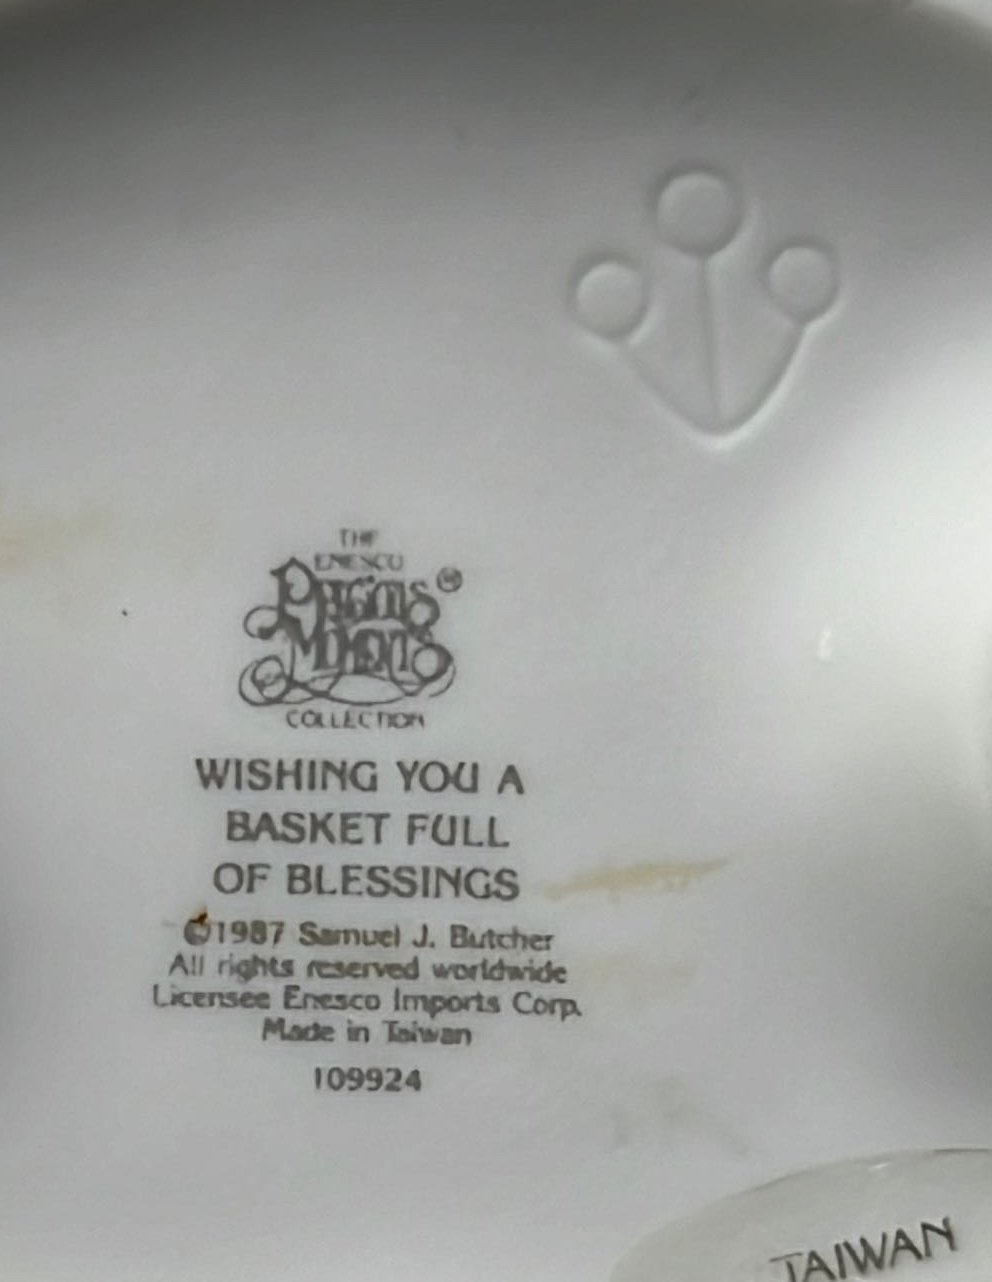 THE
ENESCO
Precious
Moments®
COLLECTION
WISHING YOU A
BASKET FULL
OF BLESSINGS
©1987 Samuel J. Butcher
All rights reserved worldwide
Licensee Enesco Imports Corp.
Made in Taiwan
109924
TAIWAN